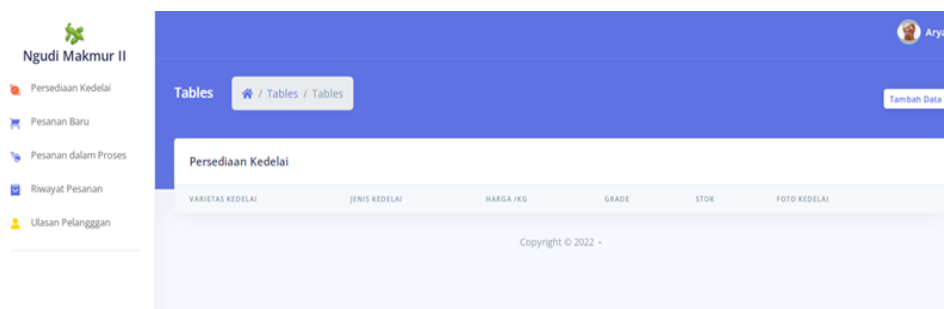 Ngudi Makmur II
Persediaan Kedelai
Pesanan Baru
Pesanan dalam Proses
Riwayat Pesanan
Ulasan Pelangggan
Arya
Tables
/ Tables / Tables
Tambah Data
Persediaan Kedelai
VARIETAS KEDELAI JENIS KEDELAI HARGA /KG GRADE STOK FOTO KEDELAI
Copyright © 2022 -